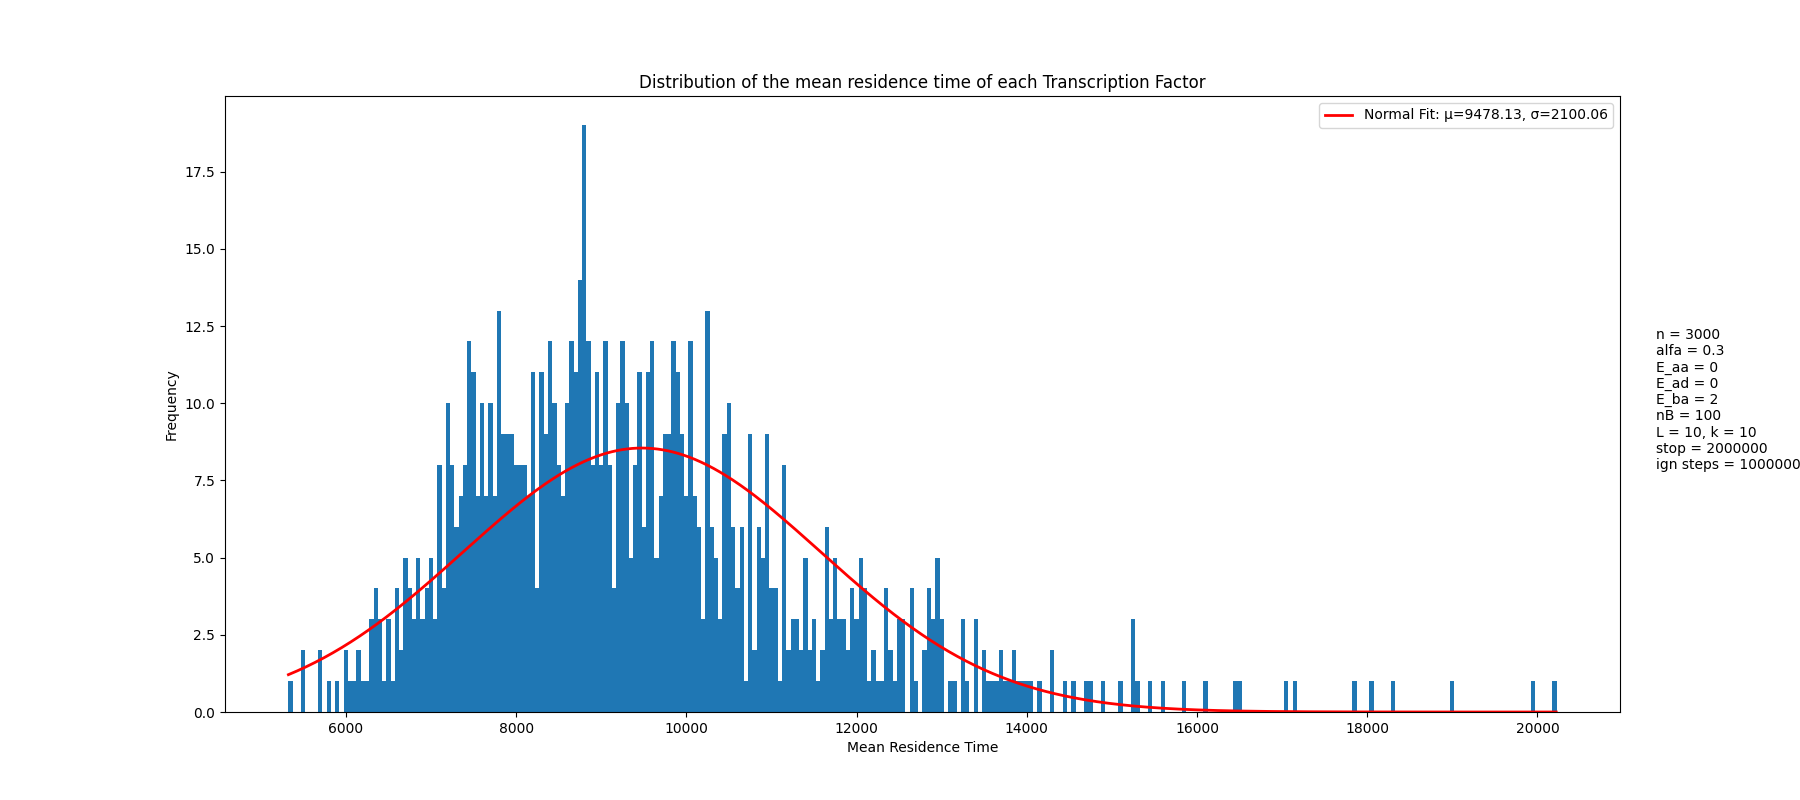 Distribution of the mean residence time of each Transcription Factor
Normal Fit: μ=9478.13, σ=2100.06
17.5
15.0
12.5
10.0
7.5
5.0
2.5
0.0
Frequency
6000 8000 10000 12000 14000 16000 18000 20000
Mean Residence Time
n = 3000
alfa = 0.3
E_aa = 0
E_ad = 0
E_ba = 2
nB = 100
L = 10, k = 10
stop = 2000000
ign steps = 1000000